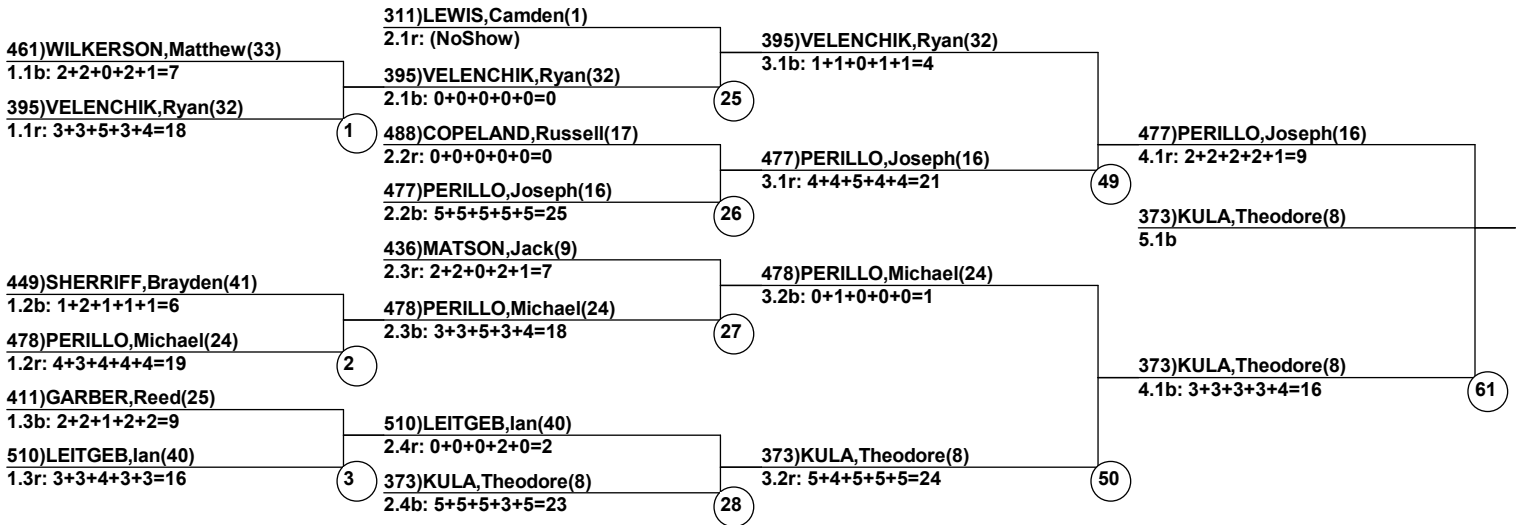 461)WILKERSON,Matthew(33)
1.1b: 2+2+0+2+1=7
395)VELENCHIK,Ryan(32)
1.1r: 3+3+5+3+4=18
1
449)SHERRIFF,Brayden(41)
1.2b: 1+2+1+1+1=6
478)PERILLO,Michael(24)
1.2r: 4+3+4+4+4=19
2
411)GARBER,Reed(25)
1.3b: 2+2+1+2+2=9
510)LEITGEB,Ian(40)
1.3r: 3+3+4+3+3=16
3
311)LEWIS,Camden(1)
2.1r: (NoShow)
395)VELENCHIK,Ryan(32)
2.1b: 0+0+0+0+0=0
25
488)COPELAND,Russell(17)
2.2r: 0+0+0+0+0=0
477)PERILLO,Joseph(16)
2.2b: 5+5+5+5+5=25
26
436)MATSON,Jack(9)
2.3r: 2+2+0+2+1=7
478)PERILLO,Michael(24)
2.3b: 3+3+5+3+4=18
27
510)LEITGEB,Ian(40)
2.4r: 0+0+0+2+0=2
373)KULA,Theodore(8)
2.4b: 5+5+5+3+5=23
28
395)VELENCHIK,Ryan(32)
3.1b: 1+1+0+1+1=4
477)PERILLO,Joseph(16)
3.1r: 4+4+5+4+4=21
49
478)PERILLO,Michael(24)
3.2b: 0+1+0+0+0=1
373)KULA,Theodore(8)
3.2r: 5+4+5+5+5=24
50
477)PERILLO,Joseph(16)
4.1r: 2+2+2+2+1=9
373)KULA,Theodore(8)
5.1b
373)KULA,Theodore(8)
4.1b: 3+3+3+3+4=16
61